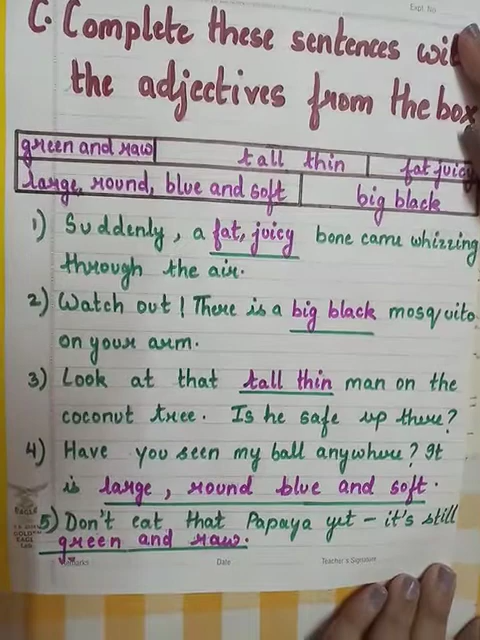 Expt. No
C. Complete these sentences
the adjectives from the box
green and raw tall thin fat juicy
large, round, blue and soft big black
1) Suddenly, a fat, juicy bone came whizzing
through the air.
2) Watch out! There is a big black mosquito
on your arm.
3) Look at that tall thin man on the
coconut tree. Is he safe up there?
4) Have you seen my ball anywhere? It
is large, round blue and soft.
5) Don't eat that Papaya yet - it's still
green and raw.
EAGLE
Remarks Date Teacher's Signature